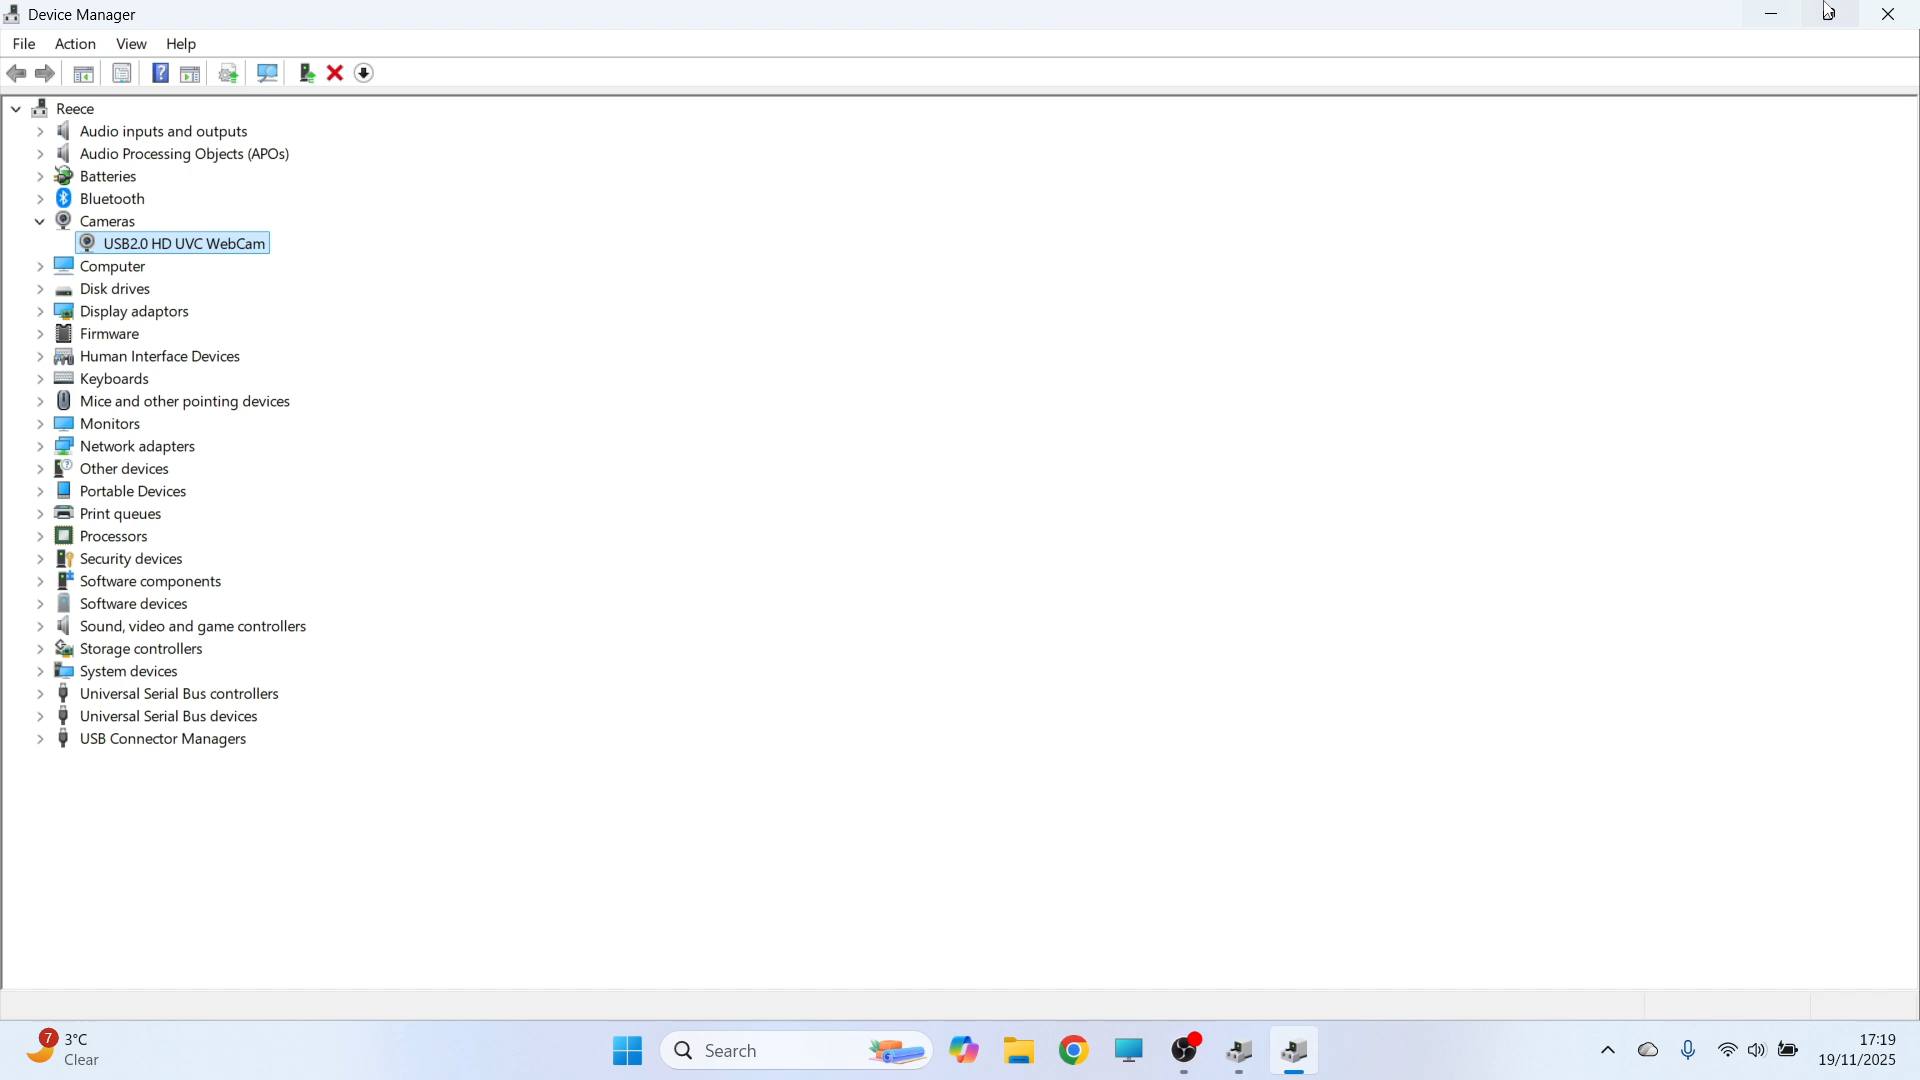 Device Manager
File Action View Help
Reece
Audio inputs and outputs
Audio Processing Objects (APOs)
Batteries
Bluetooth
Cameras
USB2.0 HD UVC WebCam
Computer
Disk drives
Display adaptors
Firmware
Human Interface Devices
Keyboards
Mice and other pointing devices
Monitors
Network adapters
Other devices
Portable Devices
Print queues
Processors
Security devices
Software components
Software devices
Sound, video and game controllers
Storage controllers
System devices
Universal Serial Bus controllers
Universal Serial Bus devices
USB Connector Managers
7 3°C
Clear
Search
17:19
19/11/2025